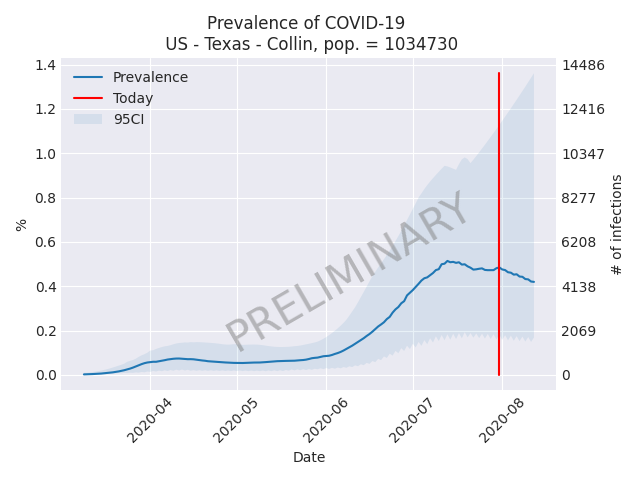 Prevalence of COVID-19
US - Texas - Collin, pop. = 1034730
Prevalence
Today
95CI
1.4
1.2
1.0
0.8
0.6
0.4
0.2
0.0
%
14486
12416
10347
8277
6208
4138
2069
0
# of infections
PRELIMINARY
2020-04
2020-05
2020-06
2020-07
2020-08
Date